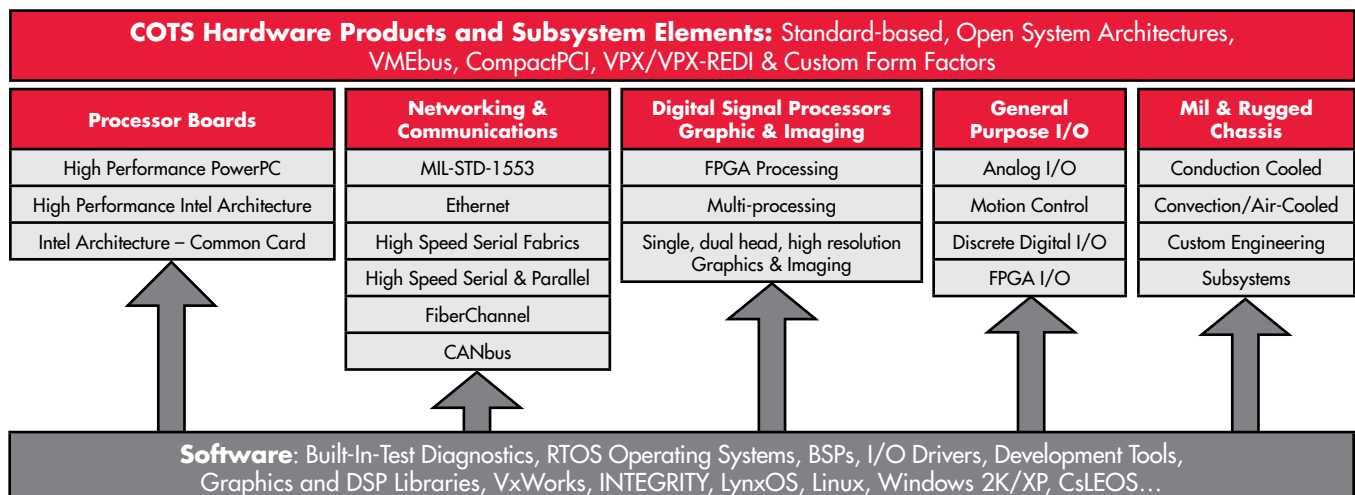 COTS Hardware Products and Subsystem Elements: Standard-based, Open System Architectures,
VMEbus, CompactPCI, VPX/VPX-REDI & Custom Form Factors
Processor Boards
High Performance PowerPC
High Performance Intel Architecture
Intel Architecture – Common Card
Networking &
Communications
MIL-STD-1553
Ethernet
High Speed Serial Fabrics
High Speed Serial & Parallel
FiberChannel
CANbus
Digital Signal Processors
Graphic & Imaging
FPGA Processing
Multi-processing
Single, dual head, high resolution
Graphics & Imaging
General
Purpose I/O
Analog I/O
Motion Control
Discrete Digital I/O
FPGA I/O
Mil & Rugged
Chassis
Conduction Cooled
Convection/Air-Cooled
Custom Engineering
Subsystems
Software: Built-In-Test Diagnostics, RTOS Operating Systems, BSPs, I/O Drivers, Development Tools,
Graphics and DSP Libraries, VxWorks, INTEGRITY, LynxOS, Linux, Windows 2K/XP, CsLEOS...